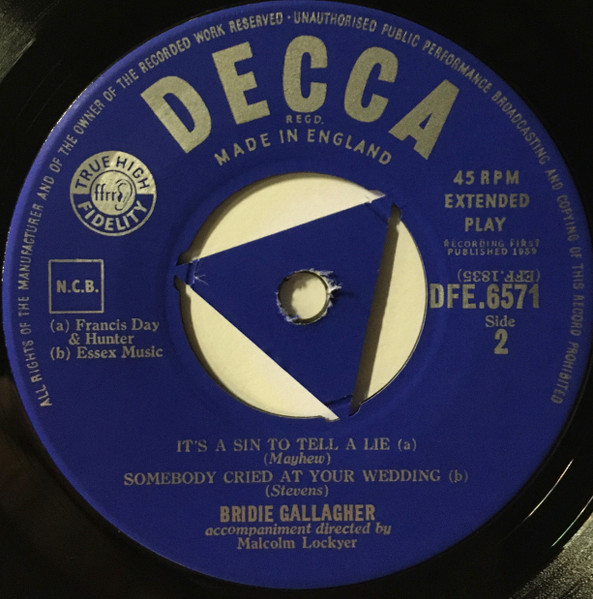 ALL RIGHTS OF THE MANUFACTURER AND OF THE OWNER OF THE RECORDED WORK RESERVED · UNAUTHORISED PUBLIC PERFORMANCE BROADCASTING AND COPYING OF THIS RECORD PROHIBITED
DECCA
REGD.
MADE IN ENGLAND
TRUE HIGH
ffrr
FIDELITY
45 RPM
EXTENDED
PLAY
RECORDING FIRST
PUBLISHED 1959
(EFF.1835)
DFE.6571
Side
2
N.C.B.
(a) Francis Day
& Hunter
(b) Essex Music
IT'S A SIN TO TELL A LIE (a)
(Mayhew)
SOMEBODY CRIED AT YOUR WEDDING (b)
(Stevens)
BRIDIE GALLAGHER
accompaniment directed by
Malcolm Lockyer